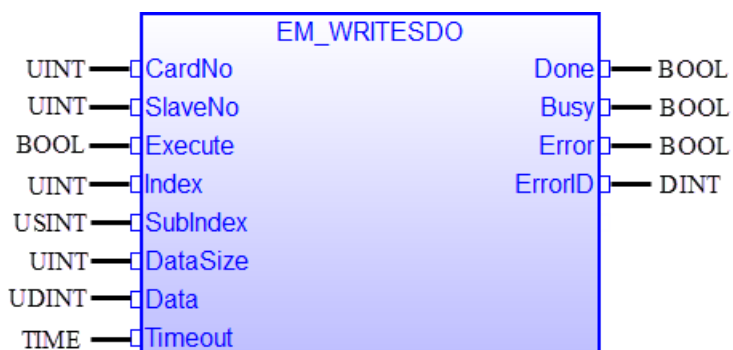 EM_WRITESDO
UINT CardNo Done BOOL
UINT SlaveNo Busy BOOL
BOOL Execute Error BOOL
UINT Index ErrorID DINT
USINT SubIndex
UINT DataSize
UDINT Data
TIME Timeout